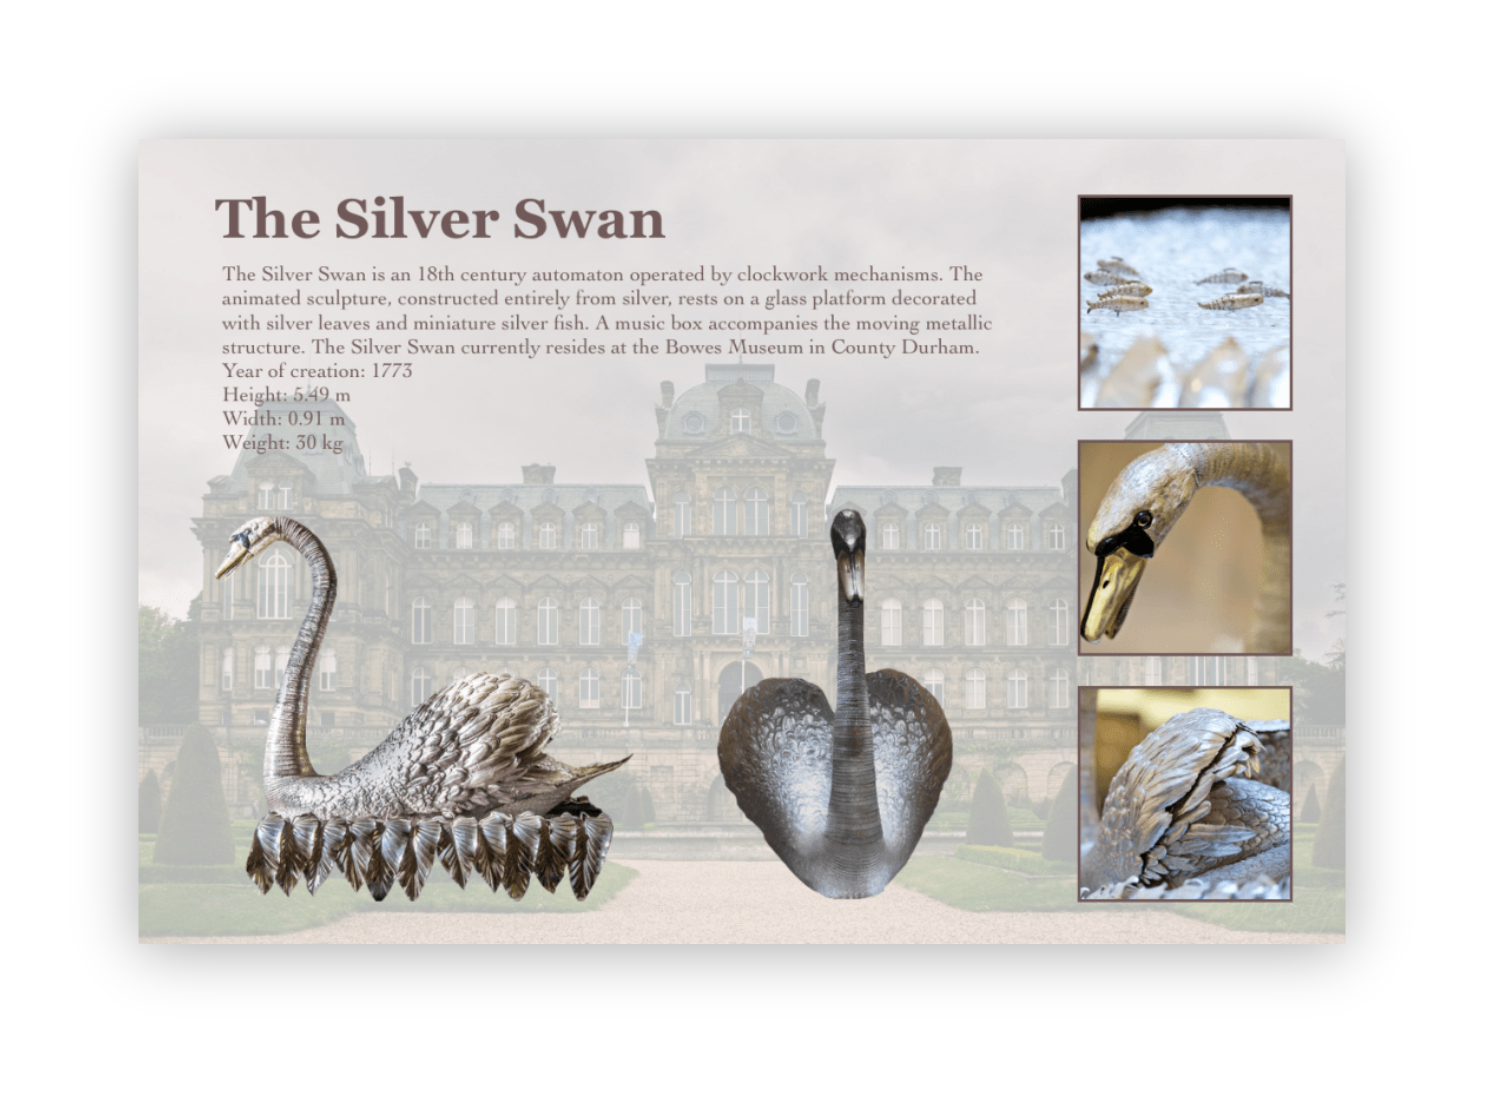 The Silver Swan
The Silver Swan is an 18th century automaton operated by clockwork mechanisms. The
animated sculpture, constructed entirely from silver, rests on a glass platform decorated
with silver leaves and miniature silver fish. A music box accompanies the moving metallic
structure. The Silver Swan currently resides at the Bowes Museum in County Durham.
Year of creation: 1773
Height: 5.49 m
Width: 0.91 m
Weight: 30 kg